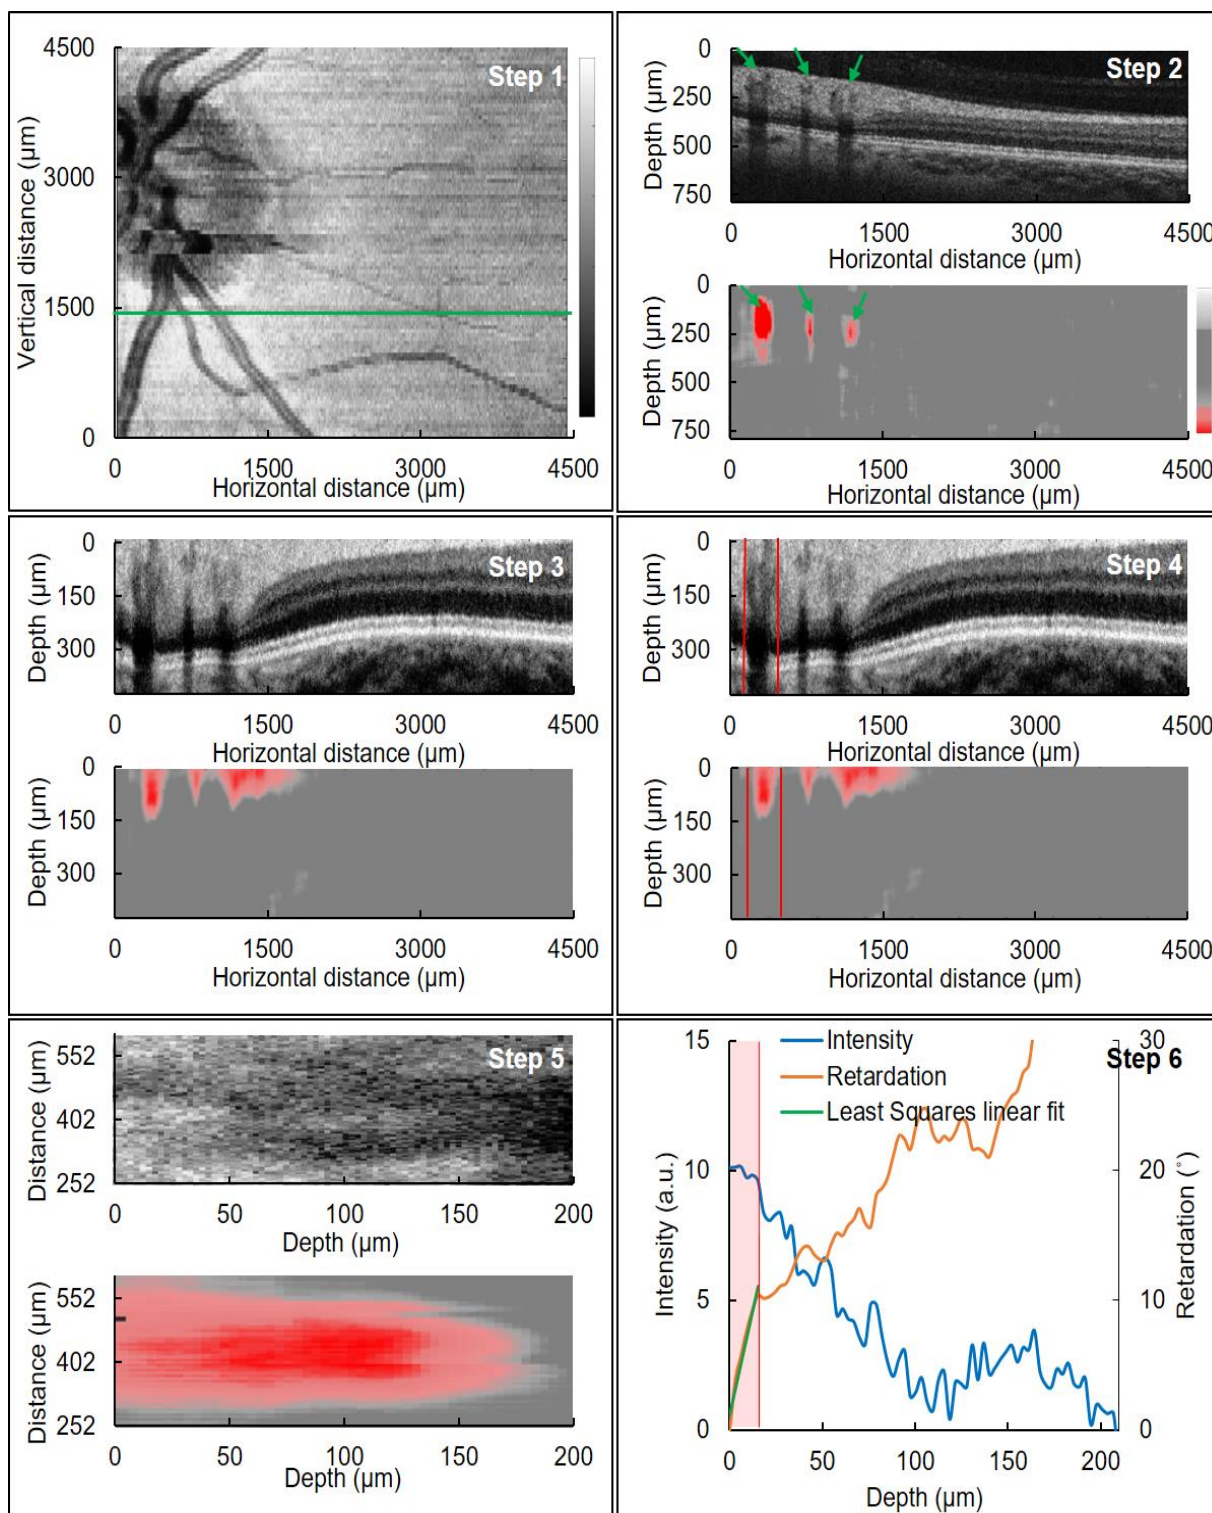 4500
3000
1500
0
Vertical distance (µm)
Step 1
0 1500 3000 4500
Horizontal distance (µm)
0
250
500
750
Depth (µm)
Step 2
0 1500 3000 4500
Horizontal distance (µm)
0
250
500
750
Depth (µm)
0 1500 3000 4500
Horizontal distance (µm)
0
150
300
Depth (µm)
Step 3
0 1500 3000 4500
Horizontal distance (µm)
0
150
300
Depth (µm)
0 1500 3000 4500
Horizontal distance (µm)
0
150
300
Depth (µm)
Step 4
0 1500 3000 4500
Horizontal distance (µm)
0
150
300
Depth (µm)
0 1500 3000 4500
Horizontal distance (µm)
552
402
252
Distance (µm)
Step 5
0 50 100 150 200
Depth (µm)
552
402
252
Distance (µm)
0 50 100 150 200
Depth (µm)
15
10
5
0
Intensity (a.u.)
Intensity
Retardation
Least Squares linear fit
Step 6
30
20
10
0
Retardation (°)
0 50 100 150 200
Depth (µm)